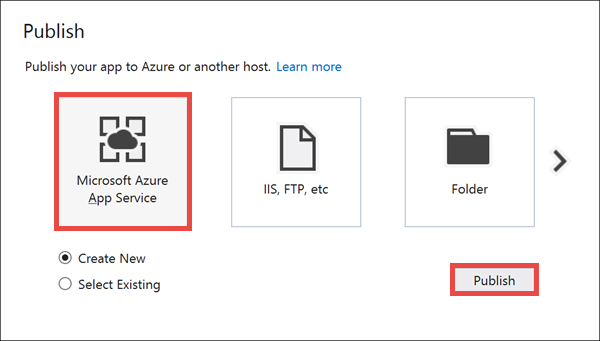 Publish
Publish your app to Azure or another host. Learn more
Microsoft Azure
App Service
IIS, FTP, etc
Folder
Create New
Select Existing
Publish